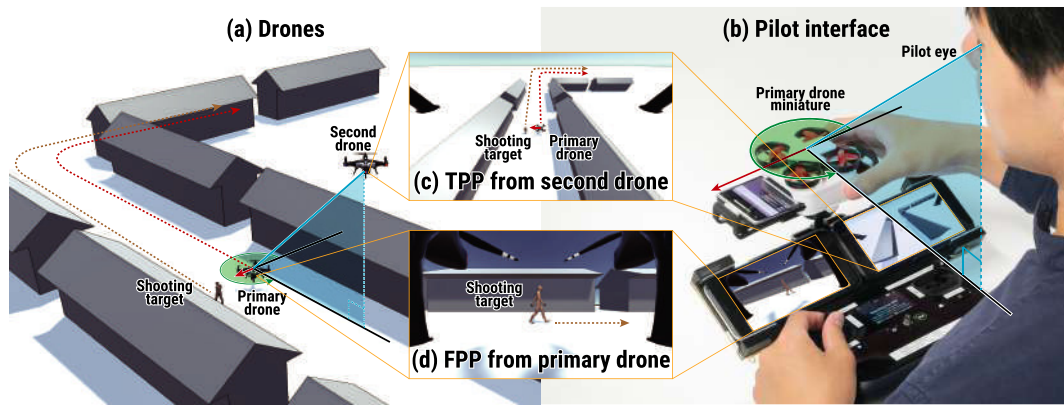 (a) Drones
Second
drone
Shooting
target
Primary
drone
Shooting
target
Primary
drone
(c) TPP from second drone
Shooting
target
(d) FPP from primary drone
(b) Pilot interface
Pilot eye
Primary drone
miniature